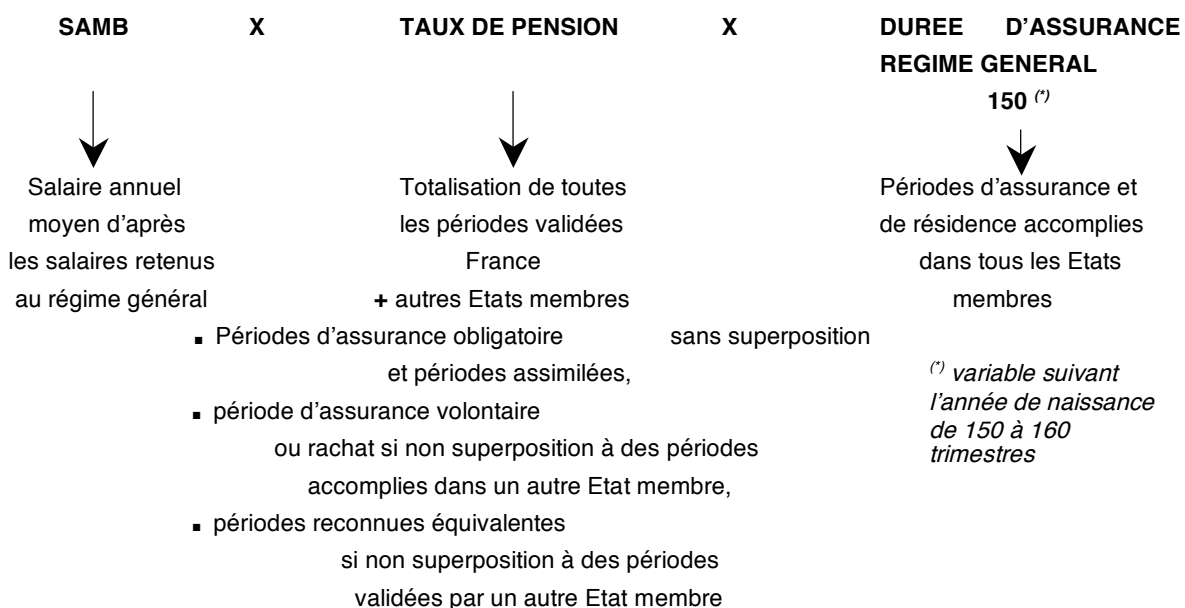 SAMB X TAUX DE PENSION X DUREE D'ASSURANCE
REGIME GENERAL
150 (*)
Salaire annuel
moyen d'après
les salaires retenus
au régime général
Totalisation de toutes
les périodes validées
France
+ autres Etats membres
▪ Périodes d'assurance obligatoire sans superposition
et périodes assimilées,
▪ période d'assurance volontaire
ou rachat si non superposition à des périodes
accomplies dans un autre Etat membre,
▪ périodes reconnues équivalentes
si non superposition à des périodes
validées par un autre Etat membre
Périodes d'assurance et
de résidence accomplies
dans tous les Etats
membres
(*) variable suivant
l'année de naissance
de 150 à 160
trimestres